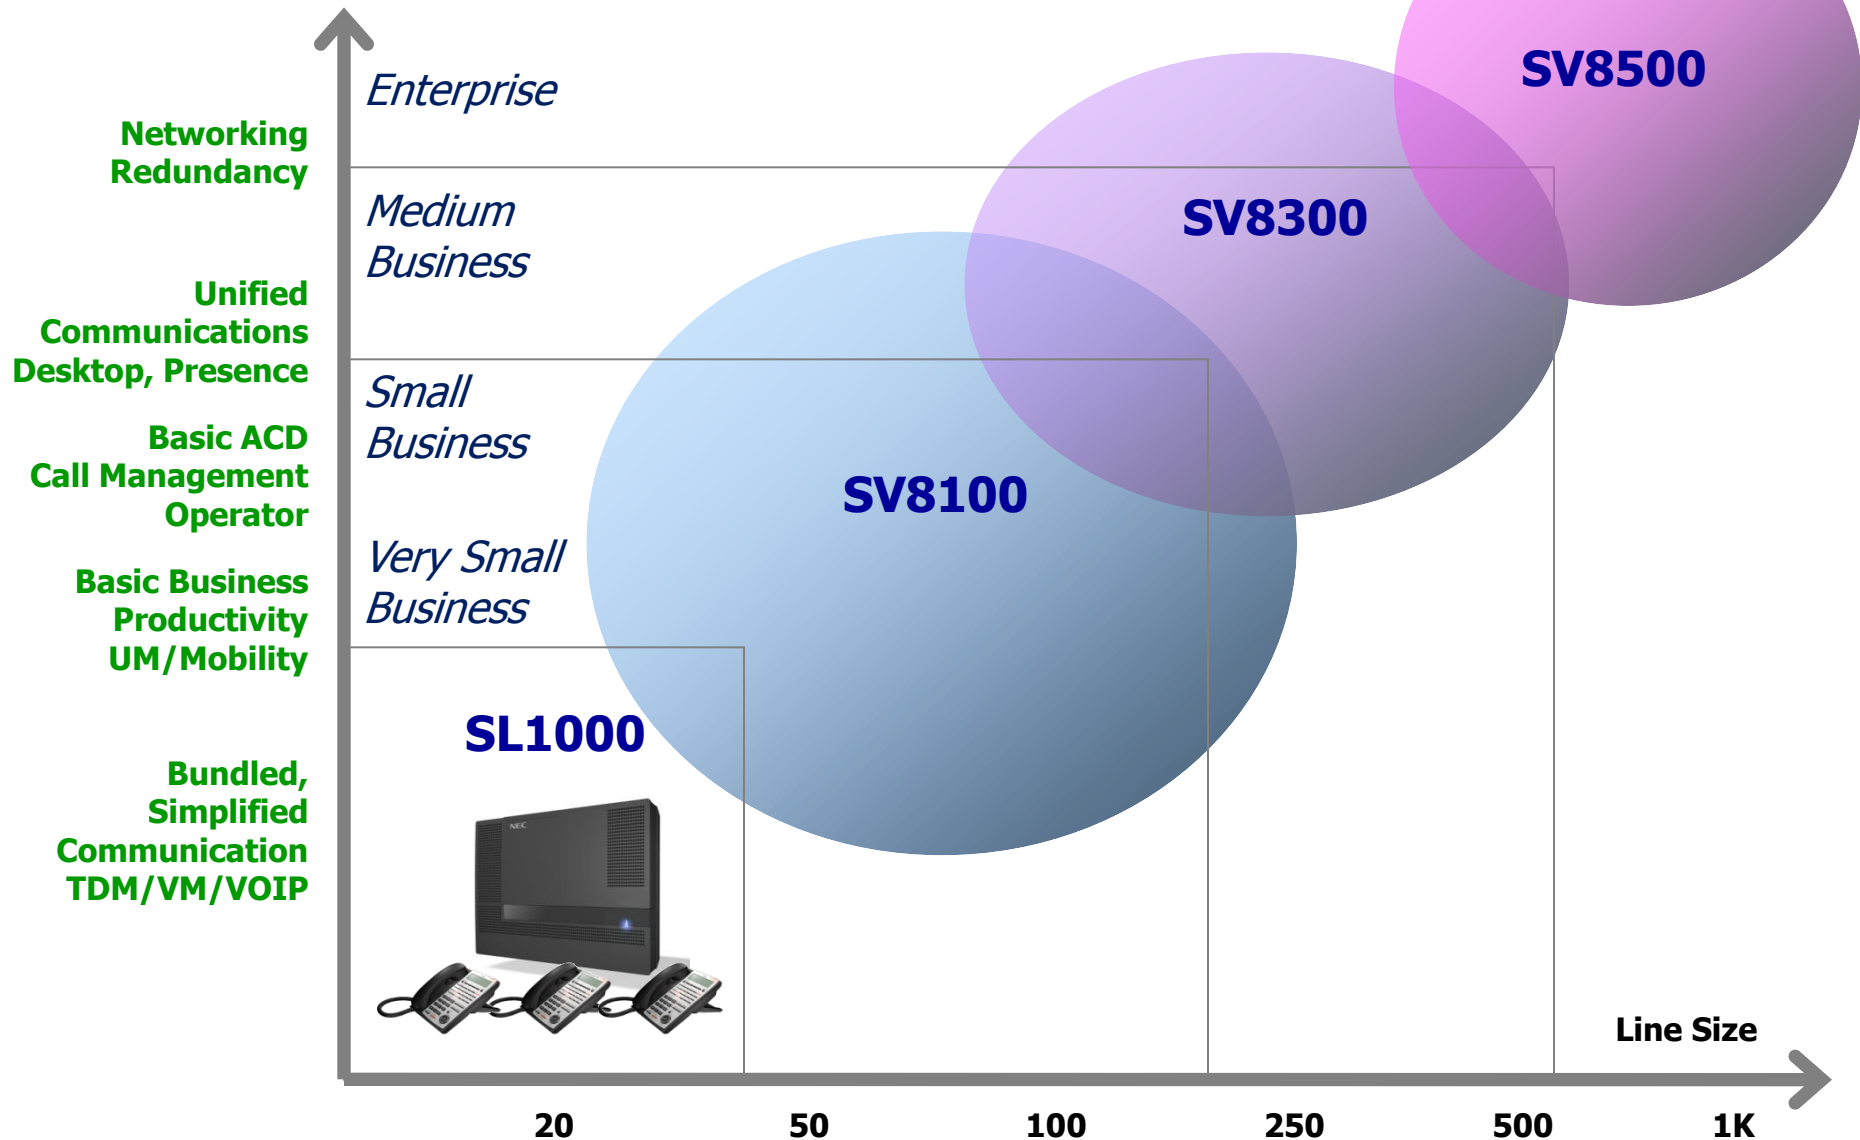 Networking
Redundancy
Unified
Communications
Desktop, Presence
Basic ACD
Call Management
Operator
Basic Business
Productivity
UM/Mobility
Bundled,
Simplified
Communication
TDM/VM/VOIP
Enterprise
Medium
Business
Small
Business
Very Small
Business
SV8500
SV8300
SV8100
SL1000
NEC
Line Size
20 50 100 250 500 1K